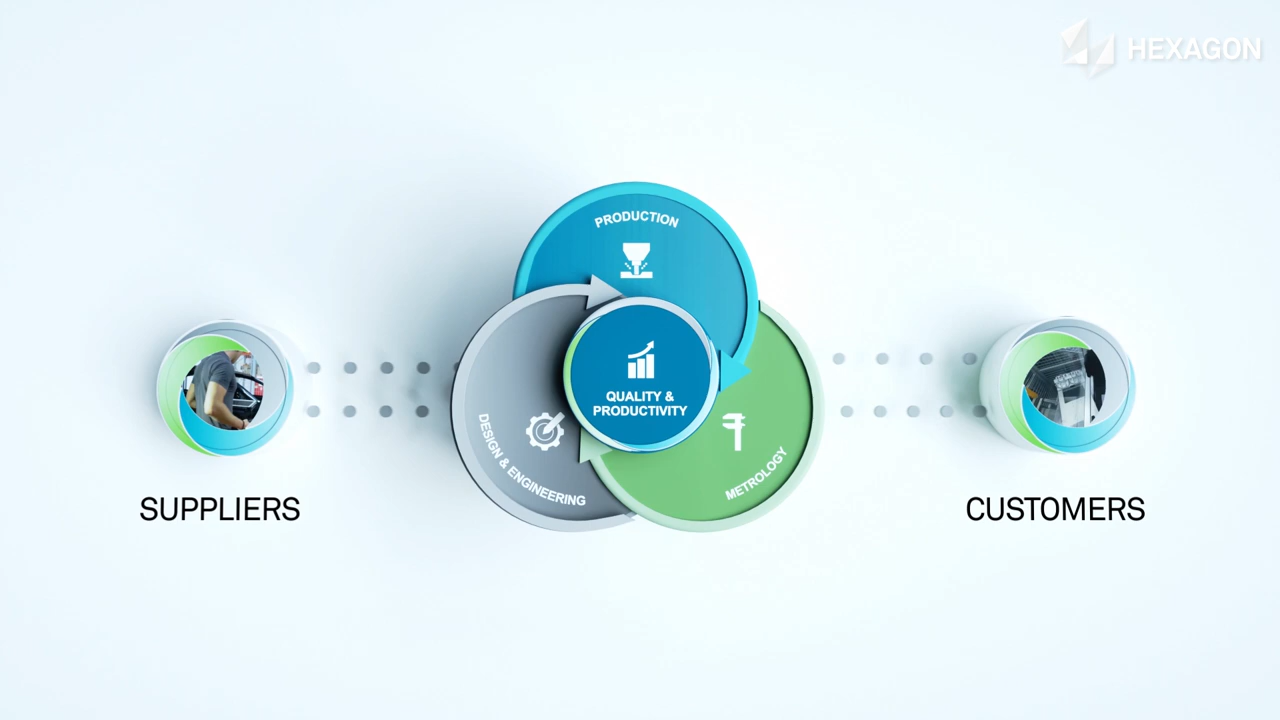 HEXAGON
PRODUCTION
QUALITY &
PRODUCTIVITY
DESIGN & ENGINEERING
METROLOGY
SUPPLIERS
CUSTOMERS